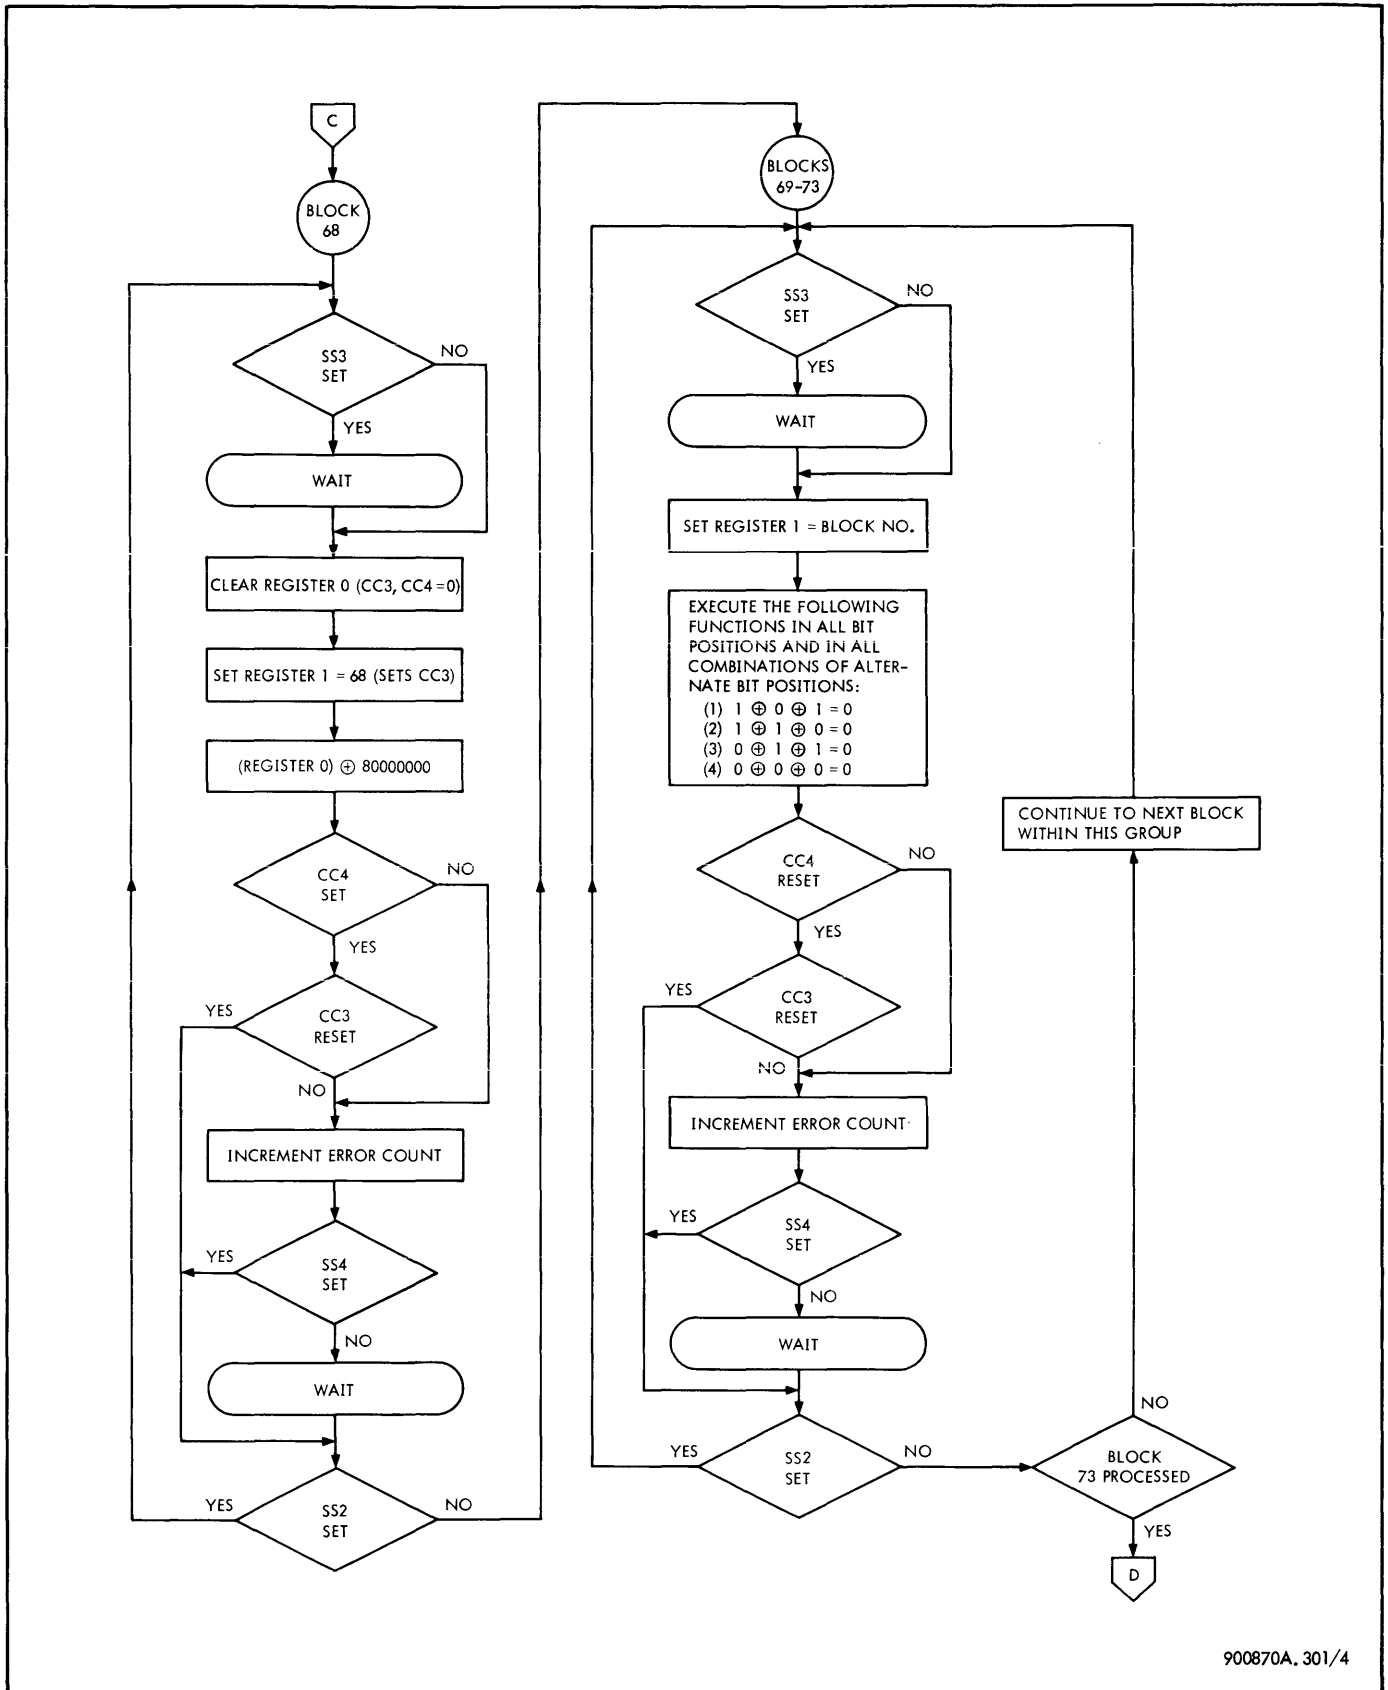 C
BLOCK
68
SS3
SET
NO
YES
WAIT
CLEAR REGISTER 0 (CC3, CC4=0)
SET REGISTER 1 = 68 (SETS CC3)
(REGISTER 0) ⊕ 80000000
CC4
SET
NO
YES
YES
CC3
RESET
NO
INCREMENT ERROR COUNT
YES
SS4
SET
NO
WAIT
YES
SS2
SET
NO
BLOCKS
69-73
SS3
SET
NO
YES
WAIT
SET REGISTER 1 = BLOCK NO.
EXECUTE THE FOLLOWING
FUNCTIONS IN ALL BIT
POSITIONS AND IN ALL
COMBINATIONS OF ALTER-
NATE BIT POSITIONS:
(1) 1 ⊕ 0 ⊕ 1 = 0
(2) 1 ⊕ 1 ⊕ 0 = 0
(3) 0 ⊕ 1 ⊕ 1 = 0
(4) 0 ⊕ 0 ⊕ 0 = 0
CC4
RESET
NO
YES
YES
CC3
RESET
NO
INCREMENT ERROR COUNT
YES
SS4
SET
NO
WAIT
YES
SS2
SET
NO
CONTINUE TO NEXT BLOCK
WITHIN THIS GROUP
NO
BLOCK
73 PROCESSED
YES
D
900870A. 301/4